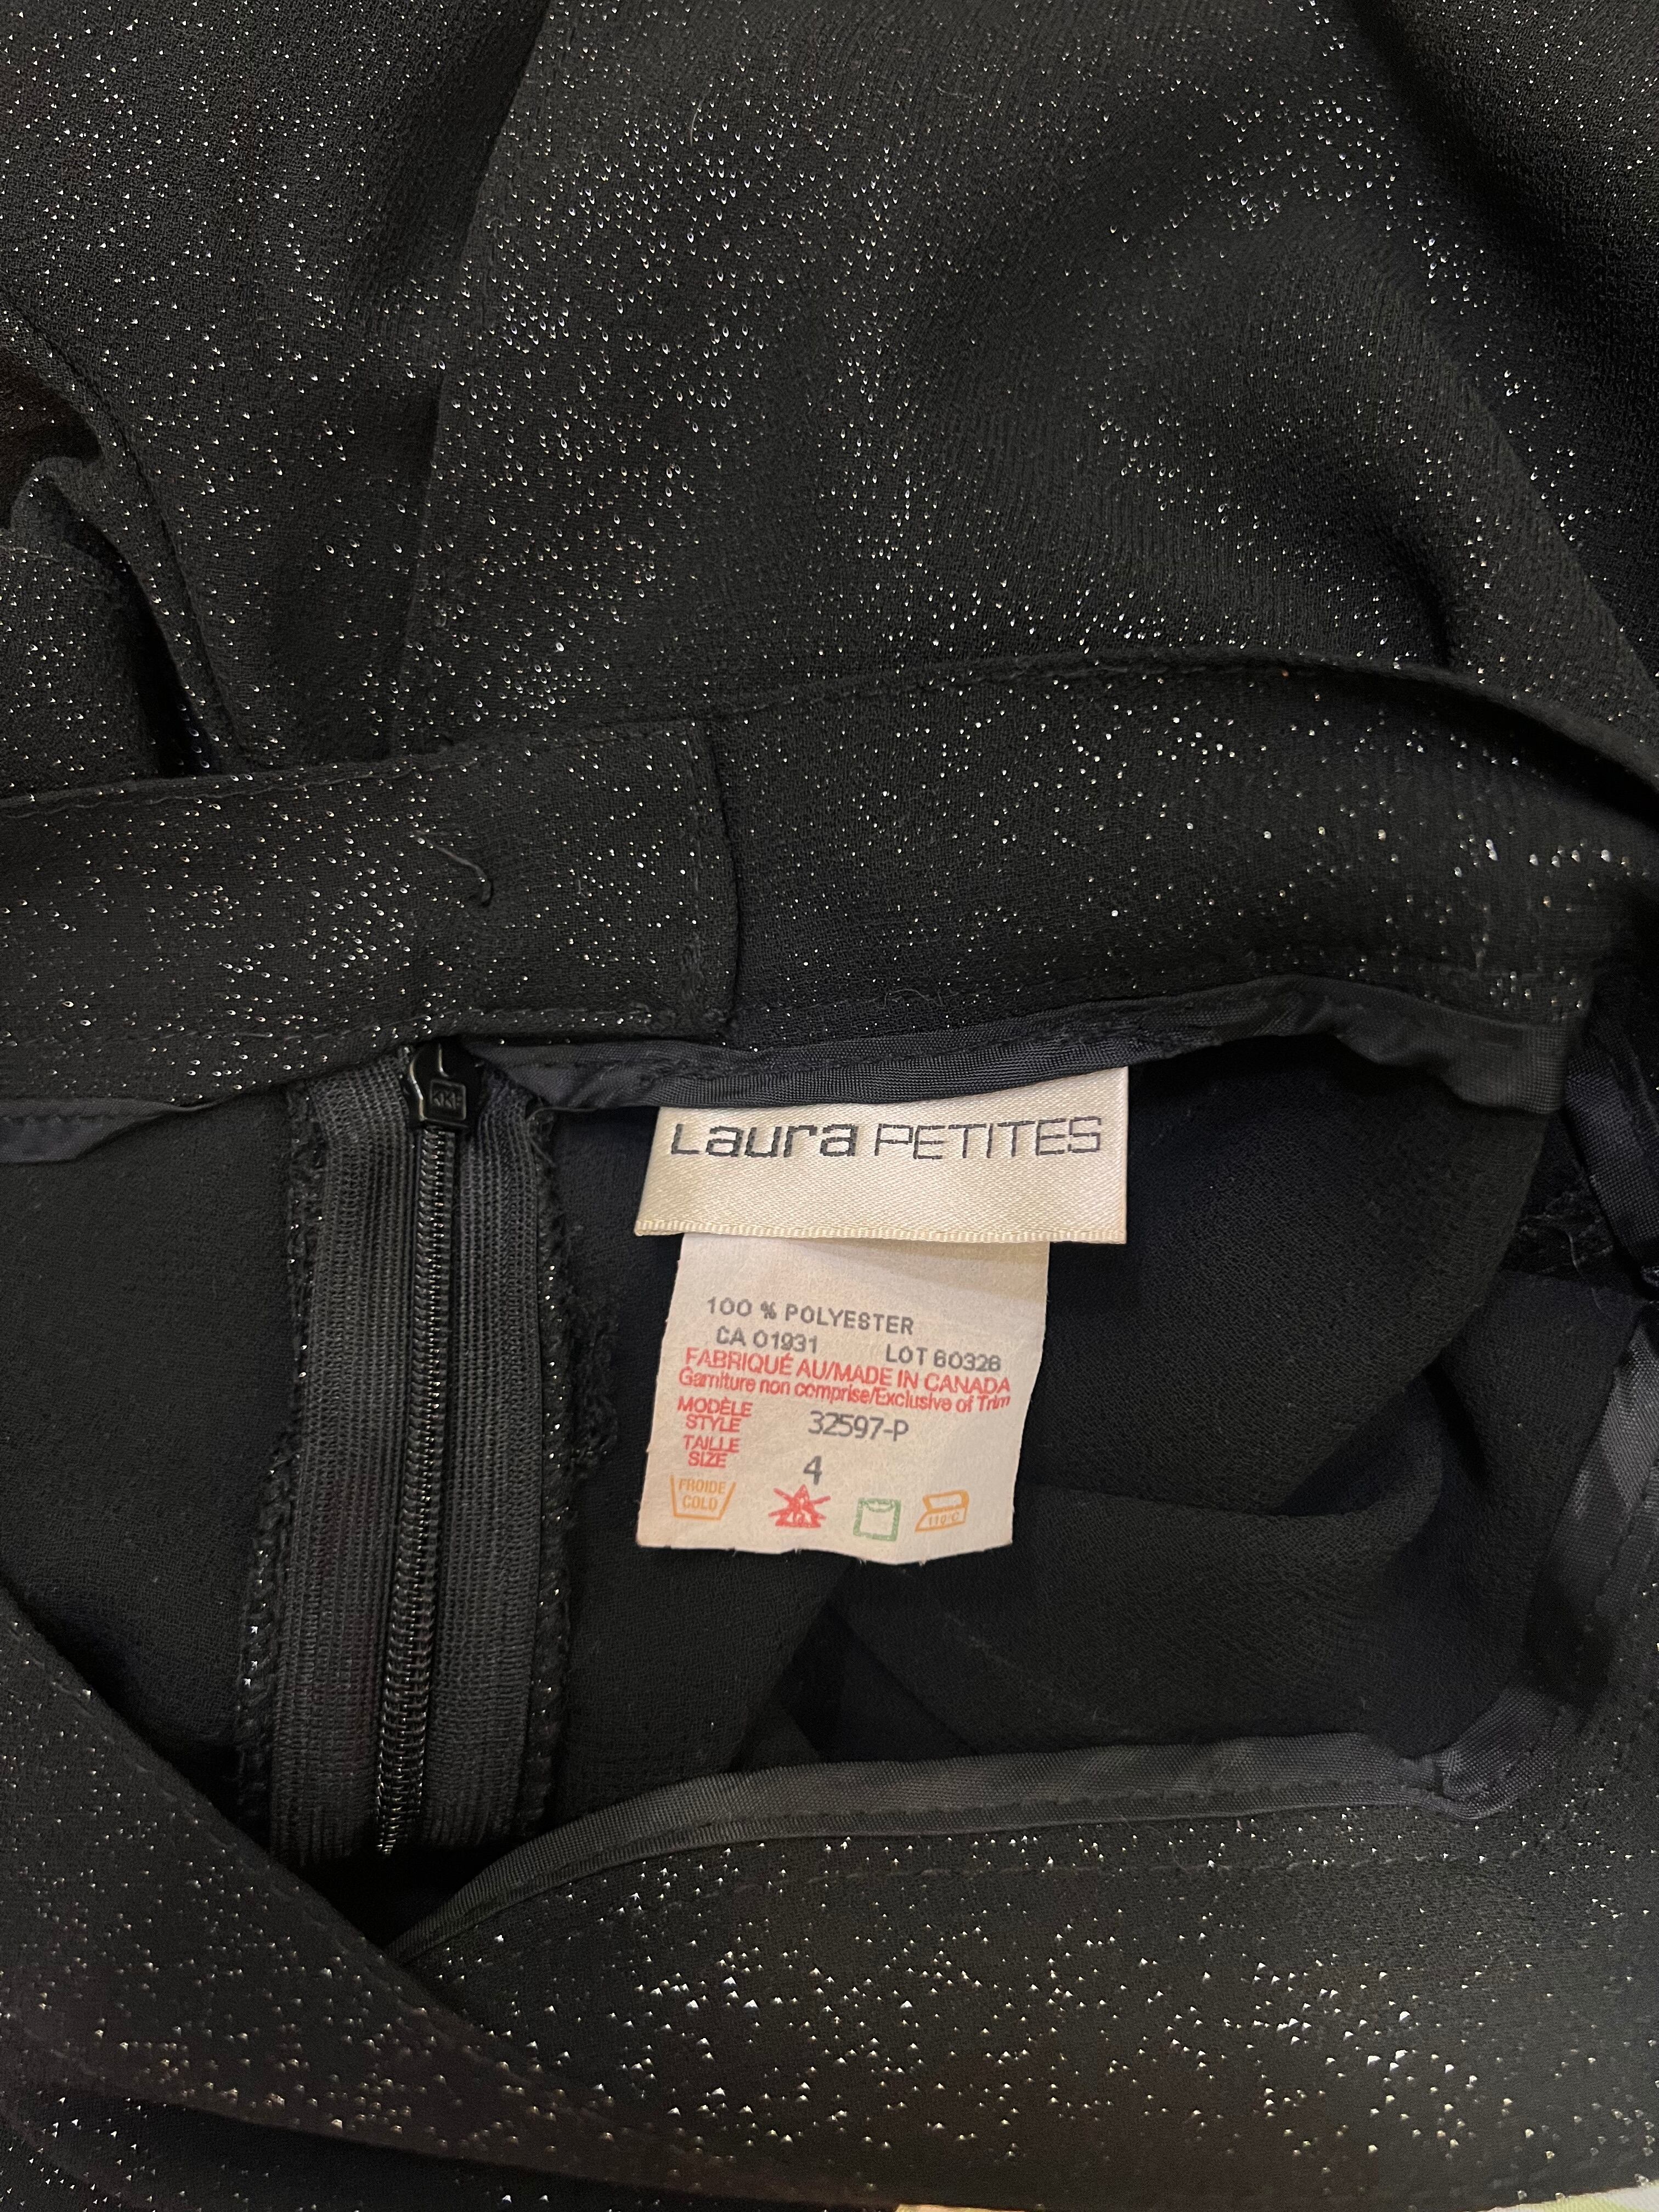 Laura PETITES
100 % POLYESTER
CA 01931 LOT 60326
FABRIQUÉ AU/MADE IN CANADA
Garniture non comprise/Exclusive of Trim
MODÈLE
STYLE 32597-P
TAILLE
SIZE 4
FROIDE
COLD
110°C